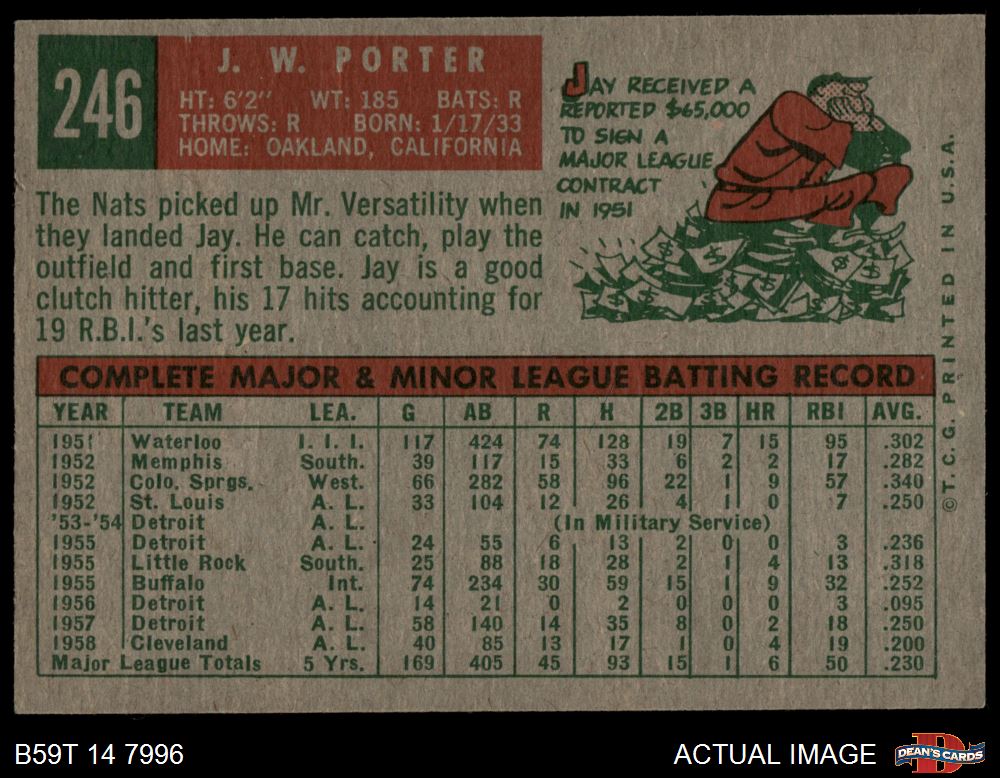 246
J. W. PORTER
HT: 6'2" WT: 185 BATS: R
THROWS: R BORN: 1/17/33
HOME: OAKLAND, CALIFORNIA
JAY RECEIVED A
REPORTED $65,000
TO SIGN A
MAJOR LEAGUE
CONTRACT
IN 1951
The Nats picked up Mr. Versatility when
they landed Jay. He can catch, play the
outfield and first base. Jay is a good
clutch hitter, his 17 hits accounting for
19 R.B.I.'s last year.
COMPLETE MAJOR & MINOR LEAGUE BATTING RECORD
YEAR TEAM LEA. G AB R H 2B 3B HR RBI AVG.
1951 Waterloo I. I. I. 117 424 74 128 19 7 15 95 .302
1952 Memphis South. 39 117 15 33 6 2 2 17 .282
1952 Colo. Sprgs. West. 66 282 58 96 22 1 9 57 .340
1952 St. Louis A. L. 33 104 12 26 4 1 0 7 .250
'53-'54 Detroit A. L. (In Military Service)
1955 Detroit A. L. 24 55 6 13 2 0 0 3 .236
1955 Little Rock South. 25 88 18 28 2 1 4 13 .318
1955 Buffalo Int. 74 234 30 59 15 1 9 32 .252
1956 Detroit A. L. 14 21 0 2 0 0 0 3 .095
1957 Detroit A. L. 58 140 14 35 8 0 2 18 .250
1958 Cleveland A. L. 40 85 13 17 1 0 4 19 .200
Major League Totals 5 Yrs. 169 405 45 93 15 1 6 50 .230
© T. C. G. PRINTED IN U.S.A.
B59T 14 7996
ACTUAL IMAGE
DEAN'S CARDS